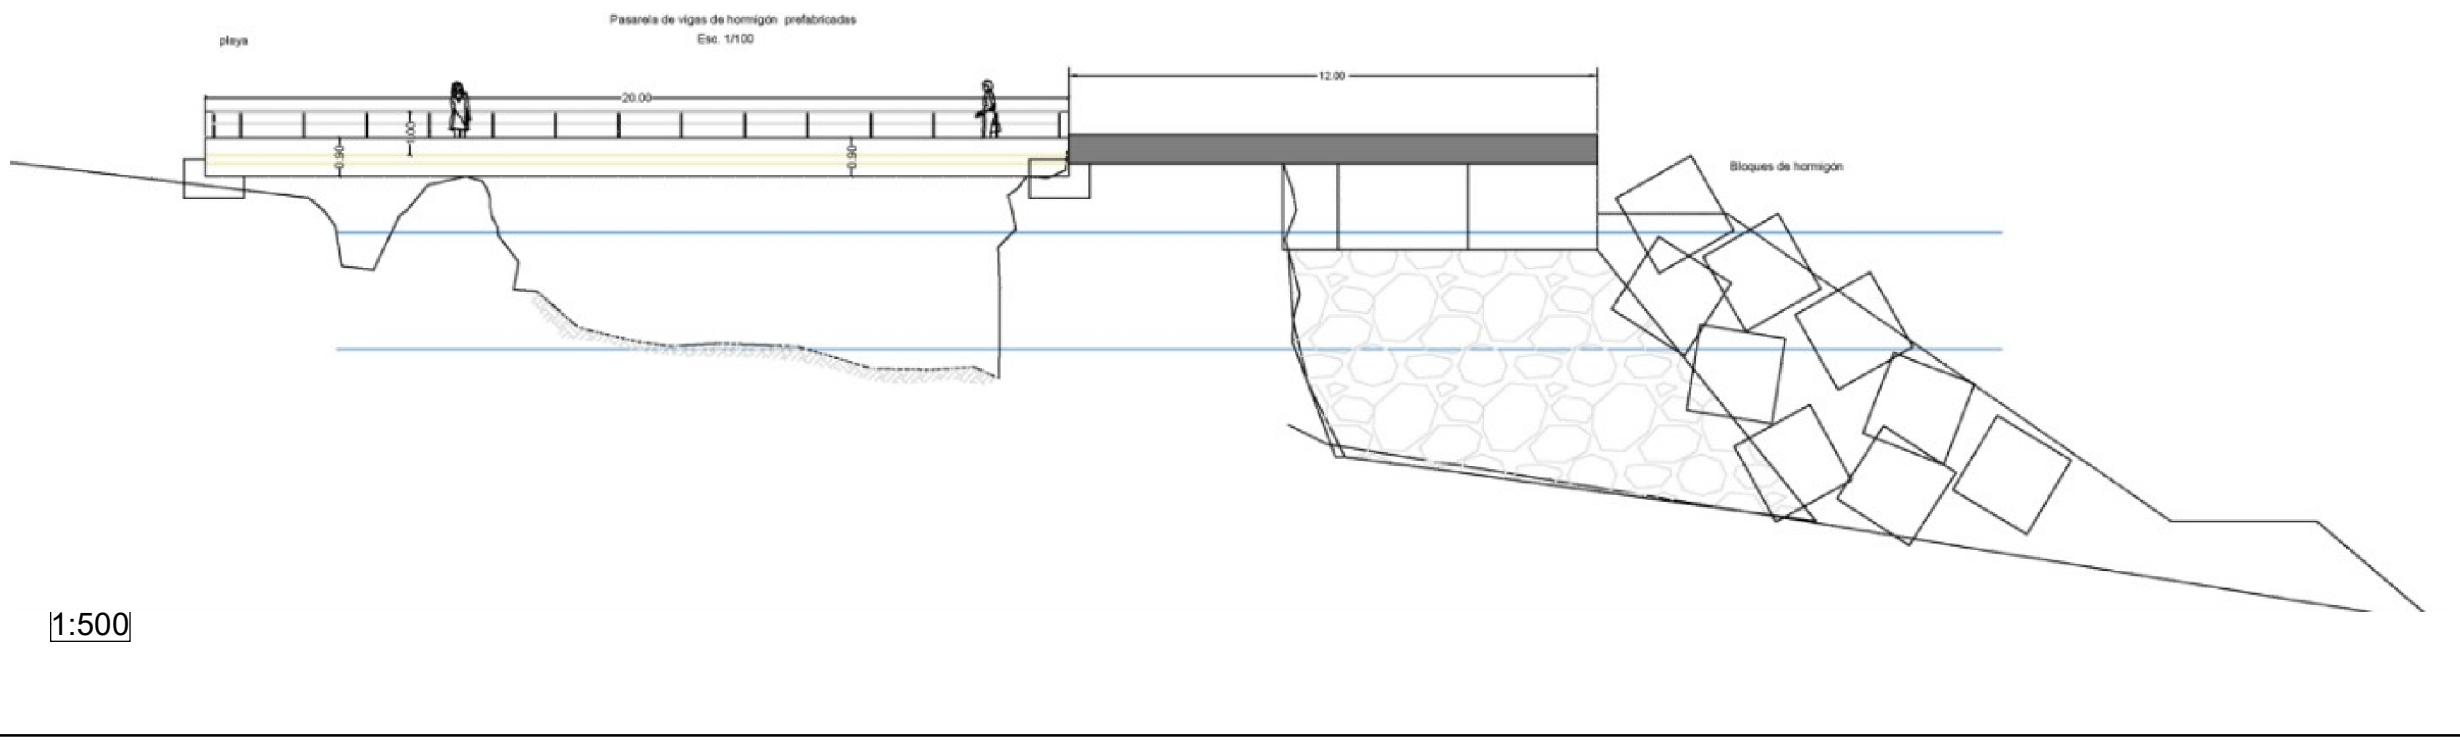 Pasarela de vigas de hormigón prefabricadas
Esc. 1/100
playa
12.00
20.00
1.00
0.90
0.90
Bloques de hormigón
1:500